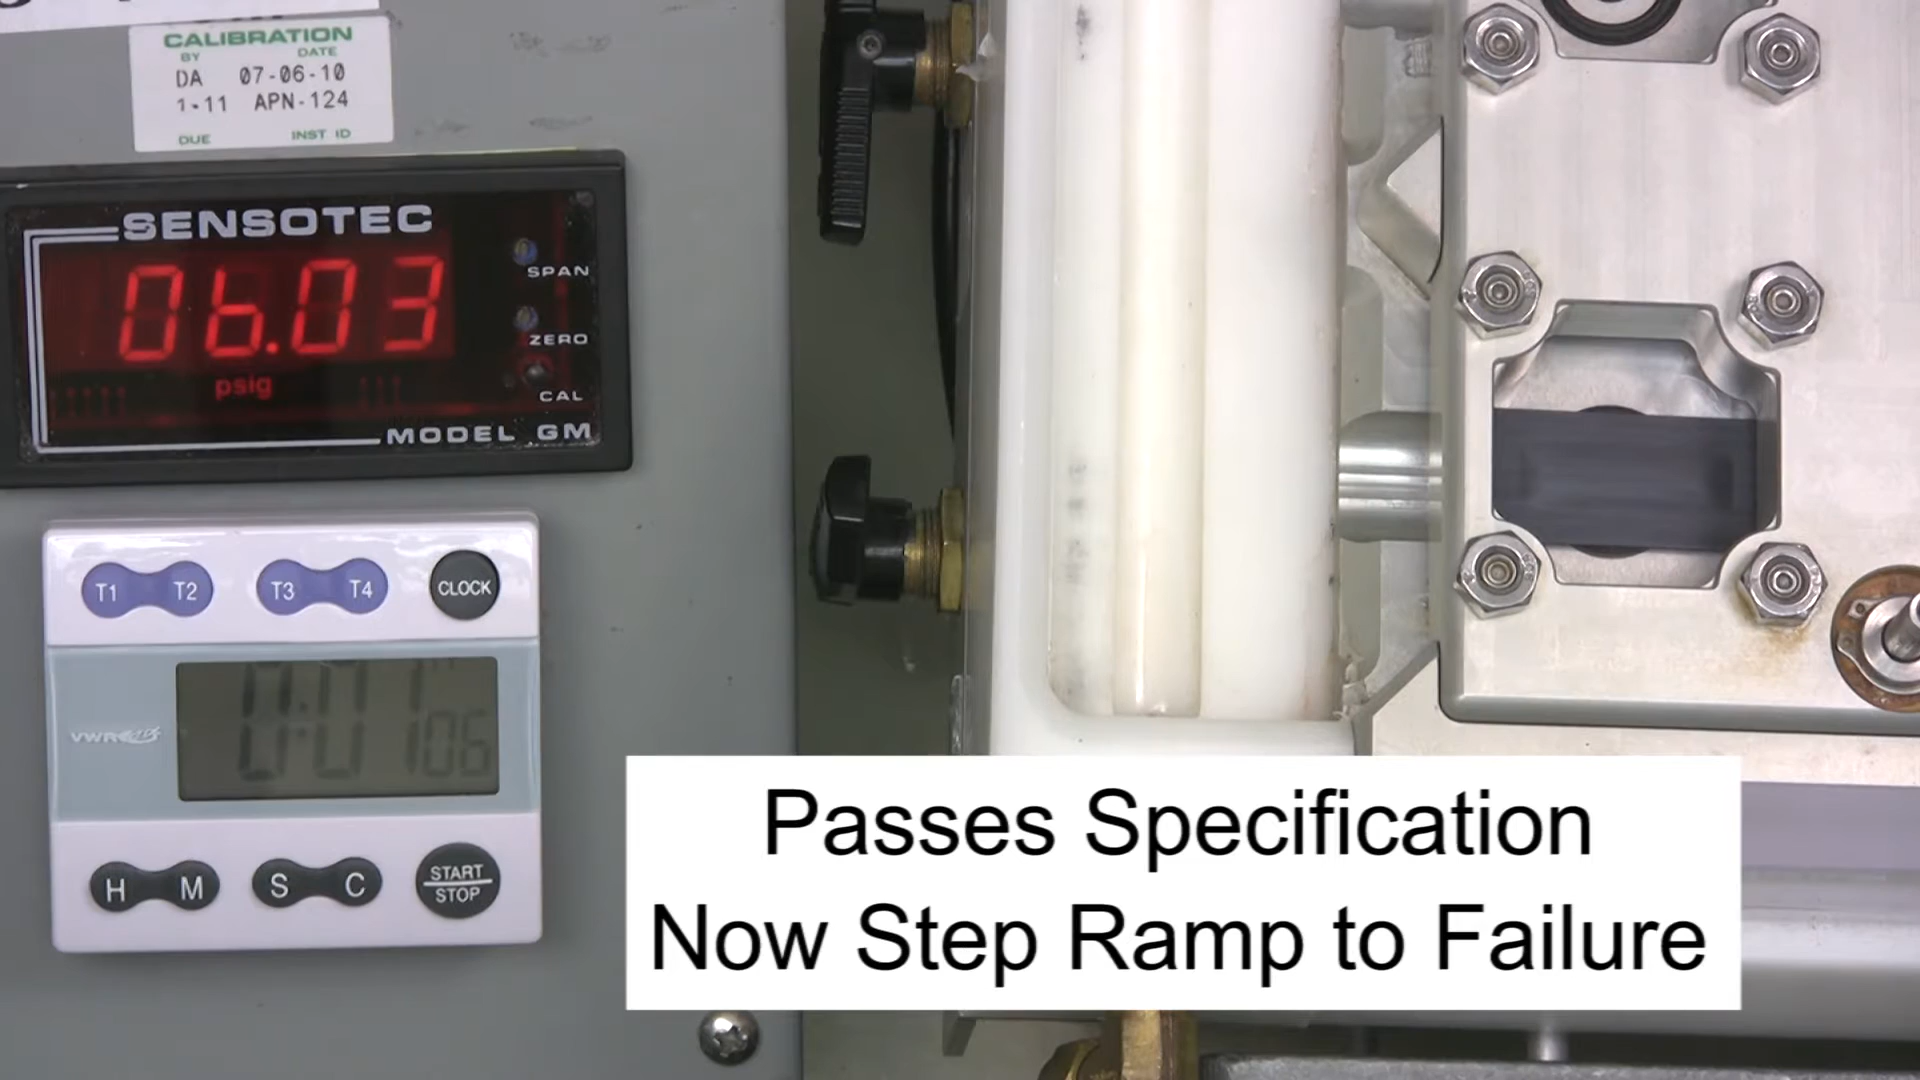 CALIBRATION
BY DATE
DA 07-06-10
1-11 APN-124
DUE INST ID
SENSOTEC
06.03
psig
SPAN
ZERO
CAL
MODEL GM
T1 T2 T3 T4 CLOCK
0:01 06
VWR
H M S C START
STOP
Passes Specification
Now Step Ramp to Failure